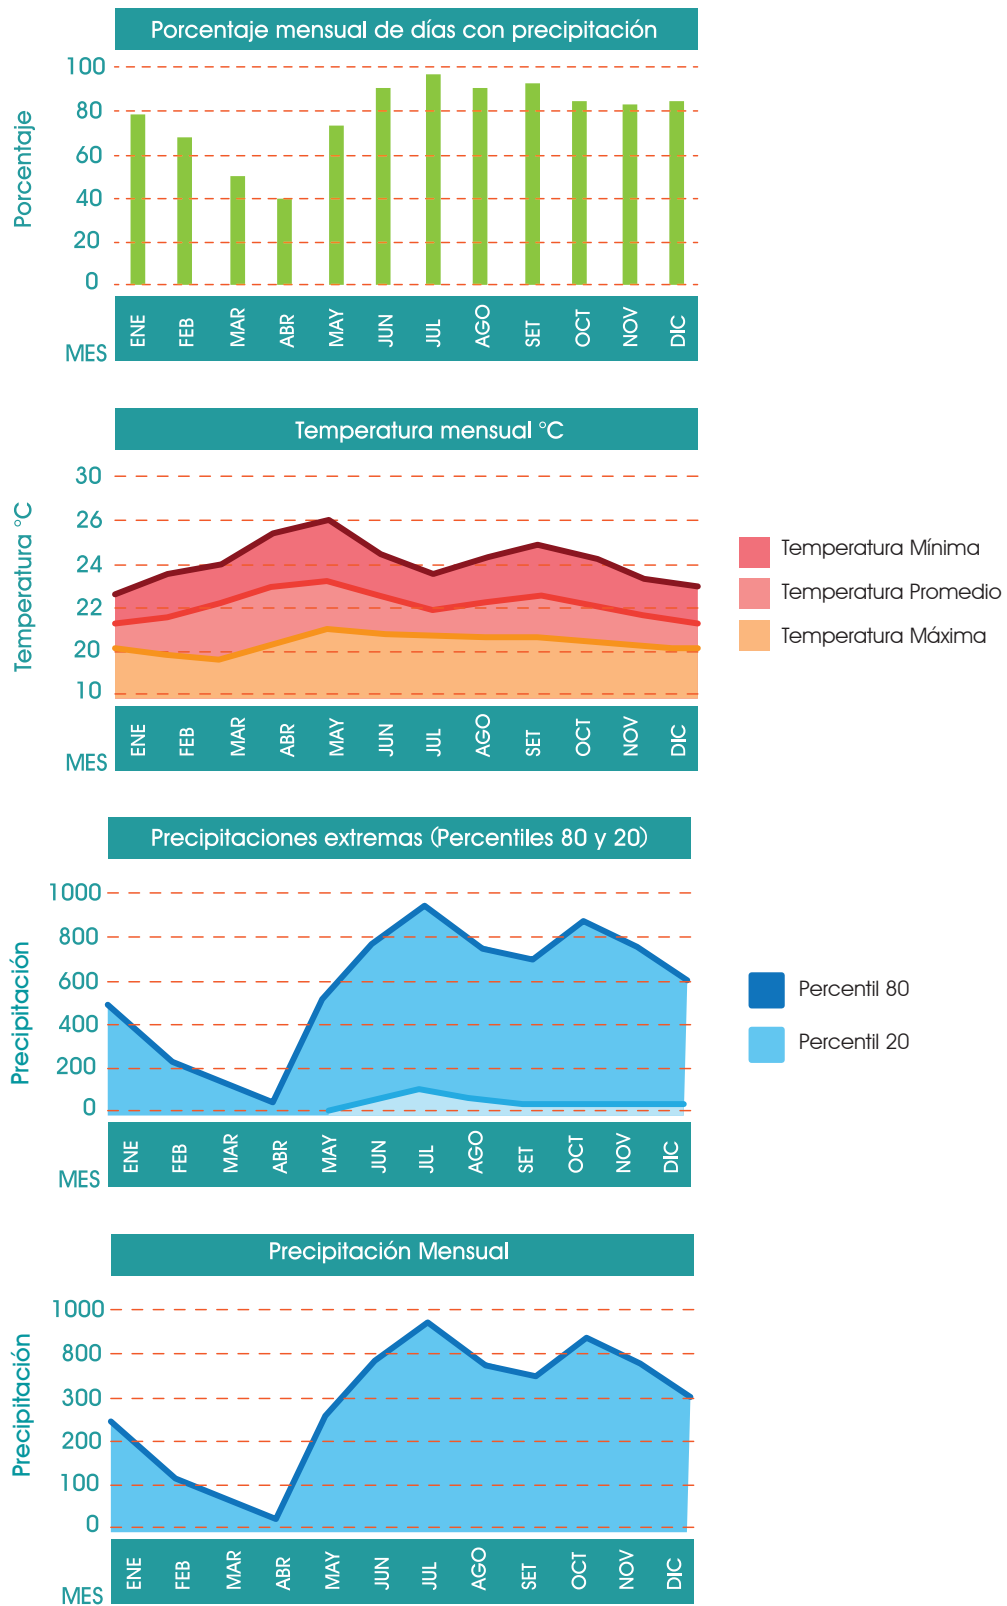 Porcentaje mensual de días con precipitación
Porcentaje
100
80
60
40
20
0
MES
ENE
FEB
MAR
ABR
MAY
JUN
JUL
AGO
SET
OCT
NOV
DIC
Temperatura mensual °C
Temperatura °C
30
26
24
22
20
10
MES
ENE
FEB
MAR
ABR
MAY
JUN
JUL
AGO
SET
OCT
NOV
DIC
Temperatura Mínima
Temperatura Promedio
Temperatura Máxima
Precipitaciones extremas (Percentiles 80 y 20)
Precipitación
1000
800
600
400
200
0
MES
ENE
FEB
MAR
ABR
MAY
JUN
JUL
AGO
SET
OCT
NOV
DIC
Percentil 80
Percentil 20
Precipitación Mensual
Precipitación
1000
800
300
200
100
0
MES
ENE
FEB
MAR
ABR
MAY
JUN
JUL
AGO
SET
OCT
NOV
DIC